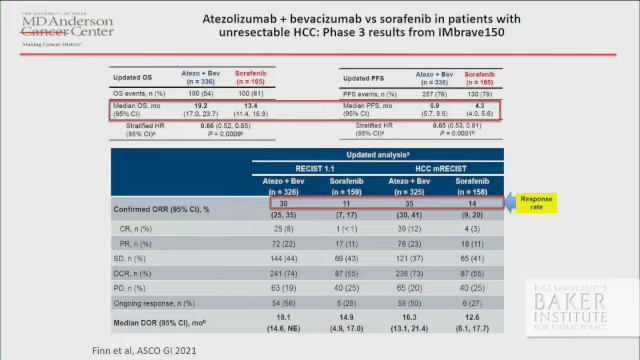 THE UNIVERSITY OF TEXAS
MD Anderson
Cancer Center
Making Cancer History®
Atezolizumab + bevacizumab vs sorafenib in patients with
unresectable HCC: Phase 3 results from IMbrave150
Updated OS Atezo + Bev (n = 336) Sorafenib (n = 165)
OS events, n (%) 180 (54) 100 (61)
Median OS, mo (95% CI) 19.2 (17.0, 23.7) 13.4 (11.4, 16.9)
Stratified HR (95% CI)ᵃ 0.66 (0.52, 0.85)
P = 0.0009ᵇ
Updated PFS Atezo + Bev (n = 336) Sorafenib (n = 165)
PFS events, n (%) 257 (76) 130 (79)
Median PFS, mo (95% CI) 6.9 (5.7, 8.6) 4.3 (4.0, 5.6)
Stratified HR (95% CI)ᵃ 0.65 (0.53, 0.81)
P = 0.0001ᵇ
Updated analysisᵃ
RECIST 1.1 HCC mRECIST
Atezo + Bev (n = 326) Sorafenib (n = 159) Atezo + Bev (n = 325) Sorafenib (n = 158)
Confirmed ORR (95% CI), % 30 (25, 35) 11 (7, 17) 35 (30, 41) 14 (9, 20)
CR, n (%) 25 (8) 1 (< 1) 39 (12) 4 (3)
PR, n (%) 72 (22) 17 (11) 76 (23) 18 (11)
SD, n (%) 144 (44) 69 (43) 121 (37) 65 (41)
DCR, n (%) 241 (74) 87 (55) 236 (73) 87 (55)
PD, n (%) 63 (19) 40 (25) 65 (20) 40 (25)
Ongoing response, n (%) 54 (56) 5 (28) 58 (50) 6 (27)
Median DOR (95% CI), moᵇ 18.1 (14.6, NE) 14.9 (4.9, 17.0) 16.3 (13.1, 21.4) 12.6 (6.1, 17.7)
Response
rate
RICE UNIVERSITY'S
BAKER
INSTITUTE
FOR PUBLIC POLICY
Finn et al, ASCO GI 2021